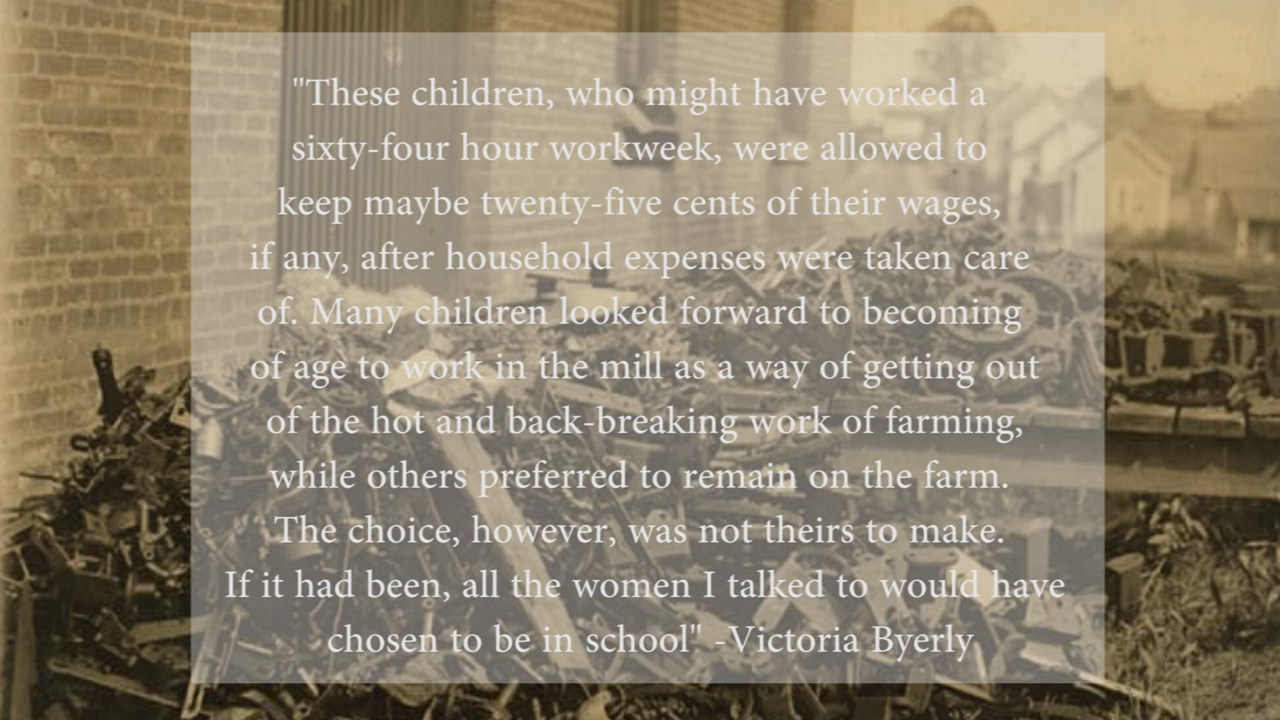 "These children, who might have worked a
sixty-four hour workweek, were allowed to
keep maybe twenty-five cents of their wages,
if any, after household expenses were taken care
of. Many children looked forward to becoming
of age to work in the mill as a way of getting out
of the hot and back-breaking work of farming,
while others preferred to remain on the farm.
The choice, however, was not theirs to make.
If it had been, all the women I talked to would have
chosen to be in school" -Victoria Byerly